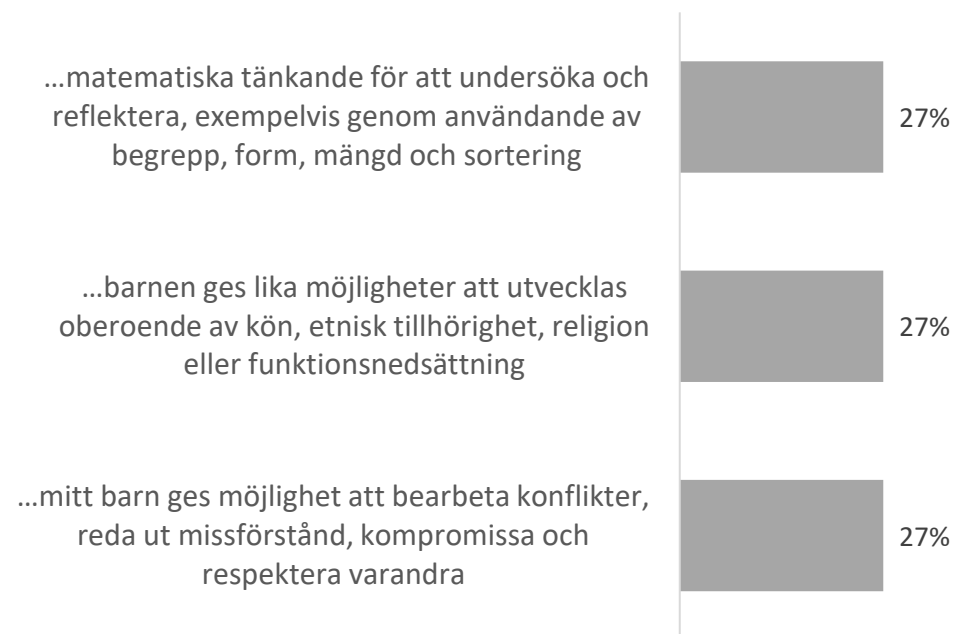 …matematiska tänkande för att undersöka och
reflektera, exempelvis genom användande av
begrepp, form, mängd och sortering
27%
…barnen ges lika möjligheter att utvecklas
oberoende av kön, etnisk tillhörighet, religion
eller funktionsnedsättning
27%
…mitt barn ges möjlighet att bearbeta konflikter,
reda ut missförstånd, kompromissa och
respektera varandra
27%